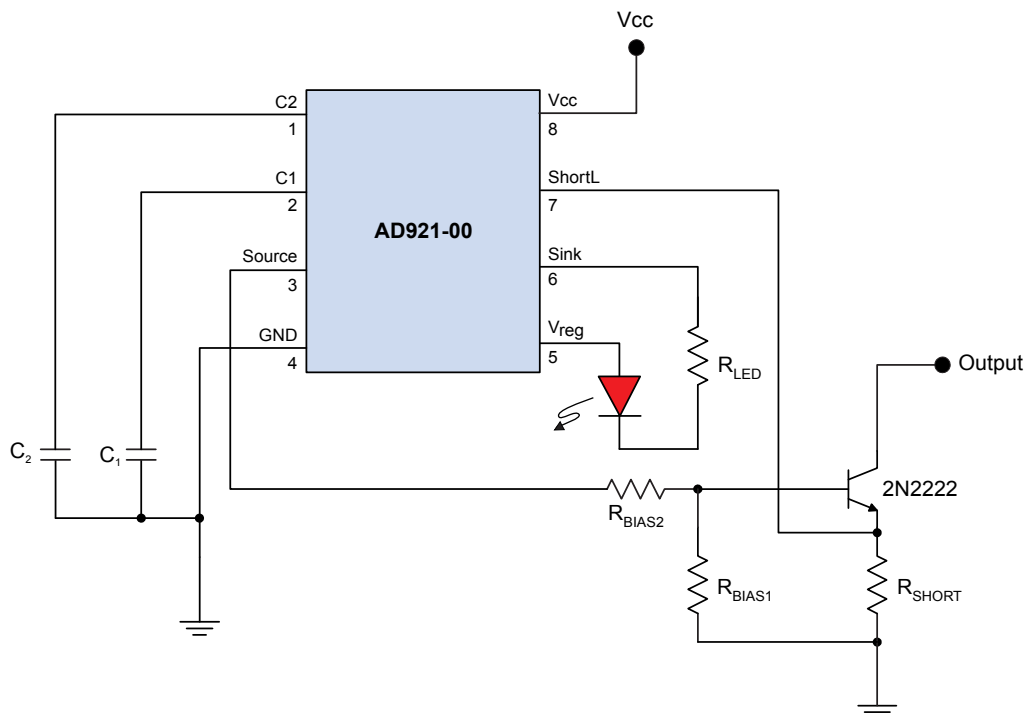 Vcc
C2
1
Vcc
8
C1
2
ShortL
7
AD921-00
Source
3
Sink
6
GND
4
Vreg
5
RLED
Output
C2
C1
RBIAS2
2N2222
RBIAS1
RSHORT